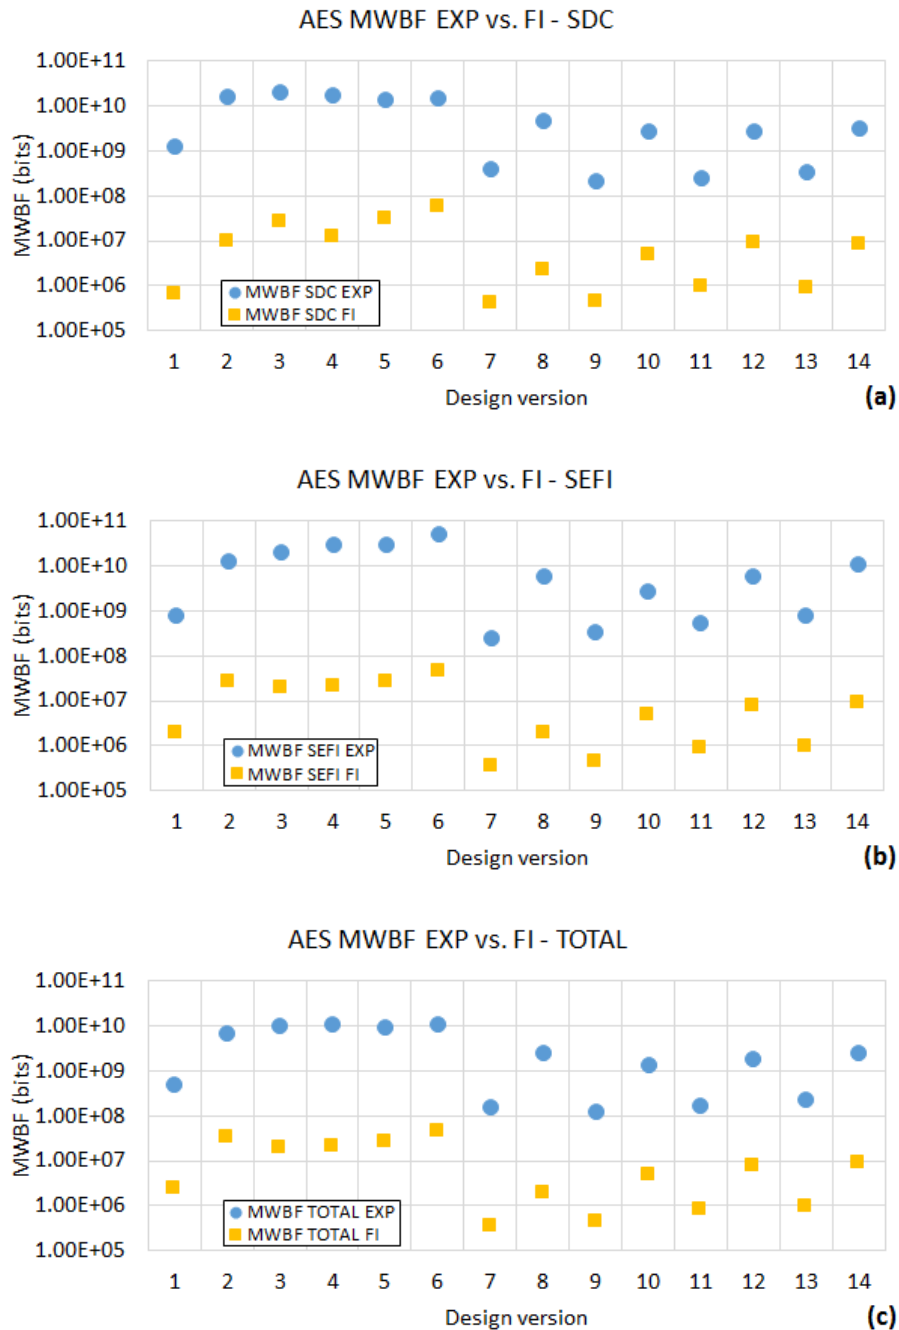 AES MWBF EXP vs. FI - SDC
1.00E+11
1.00E+10
1.00E+09
1.00E+08
1.00E+07
1.00E+06
1.00E+05
MWBF (bits)
MWBF SDC EXP
MWBF SDC FI
1 2 3 4 5 6 7 8 9 10 11 12 13 14
Design version
(a)
AES MWBF EXP vs. FI - SEFI
1.00E+11
1.00E+10
1.00E+09
1.00E+08
1.00E+07
1.00E+06
1.00E+05
MWBF (bits)
MWBF SEFI EXP
MWBF SEFI FI
1 2 3 4 5 6 7 8 9 10 11 12 13 14
Design version
(b)
AES MWBF EXP vs. FI - TOTAL
1.00E+11
1.00E+10
1.00E+09
1.00E+08
1.00E+07
1.00E+06
1.00E+05
MWBF (bits)
MWBF TOTAL EXP
MWBF TOTAL FI
1 2 3 4 5 6 7 8 9 10 11 12 13 14
Design version
(c)